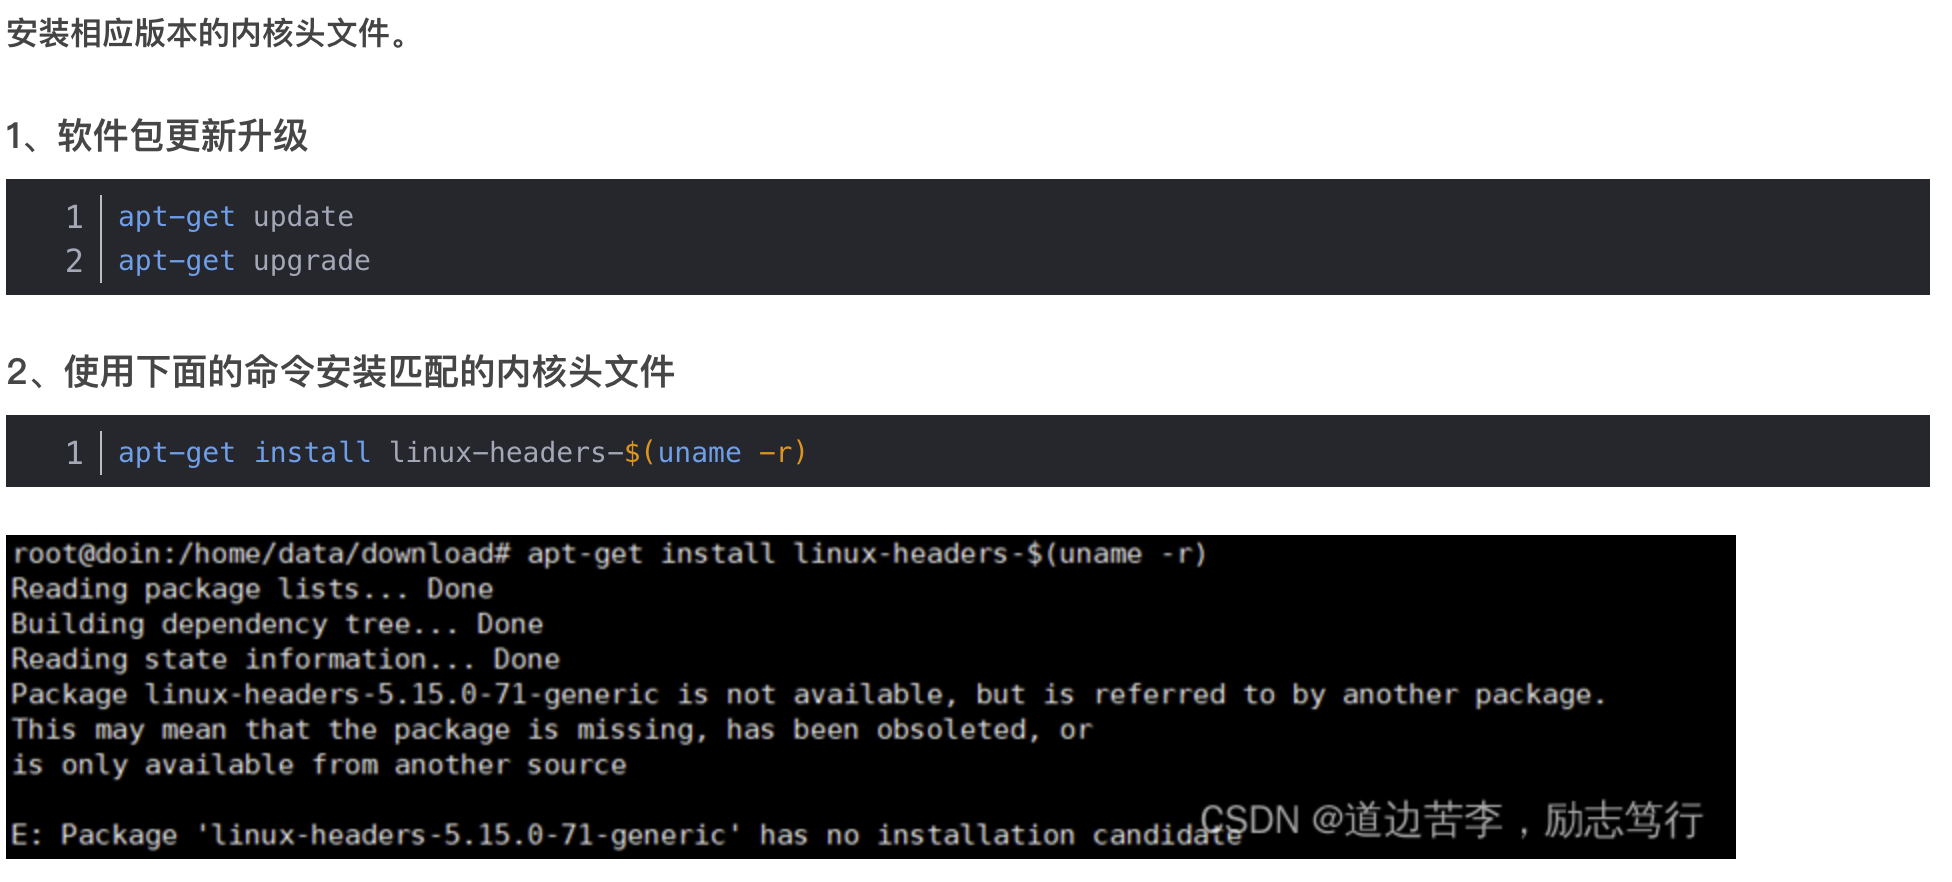 安装相应版本的内核头文件。
1、软件包更新升级
1 apt-get update
2 apt-get upgrade
2、使用下面的命令安装匹配的内核头文件
1 apt-get install linux-headers-$(uname -r)
root@doin:/home/data/download# apt-get install linux-headers-$(uname -r)
Reading package lists... Done
Building dependency tree... Done
Reading state information... Done
Package linux-headers-5.15.0-71-generic is not available, but is referred to by another package.
This may mean that the package is missing, has been obsoleted, or
is only available from another source
E: Package 'linux-headers-5.15.0-71-generic' has no installation candidate
CSDN @道边苦李，励志笃行